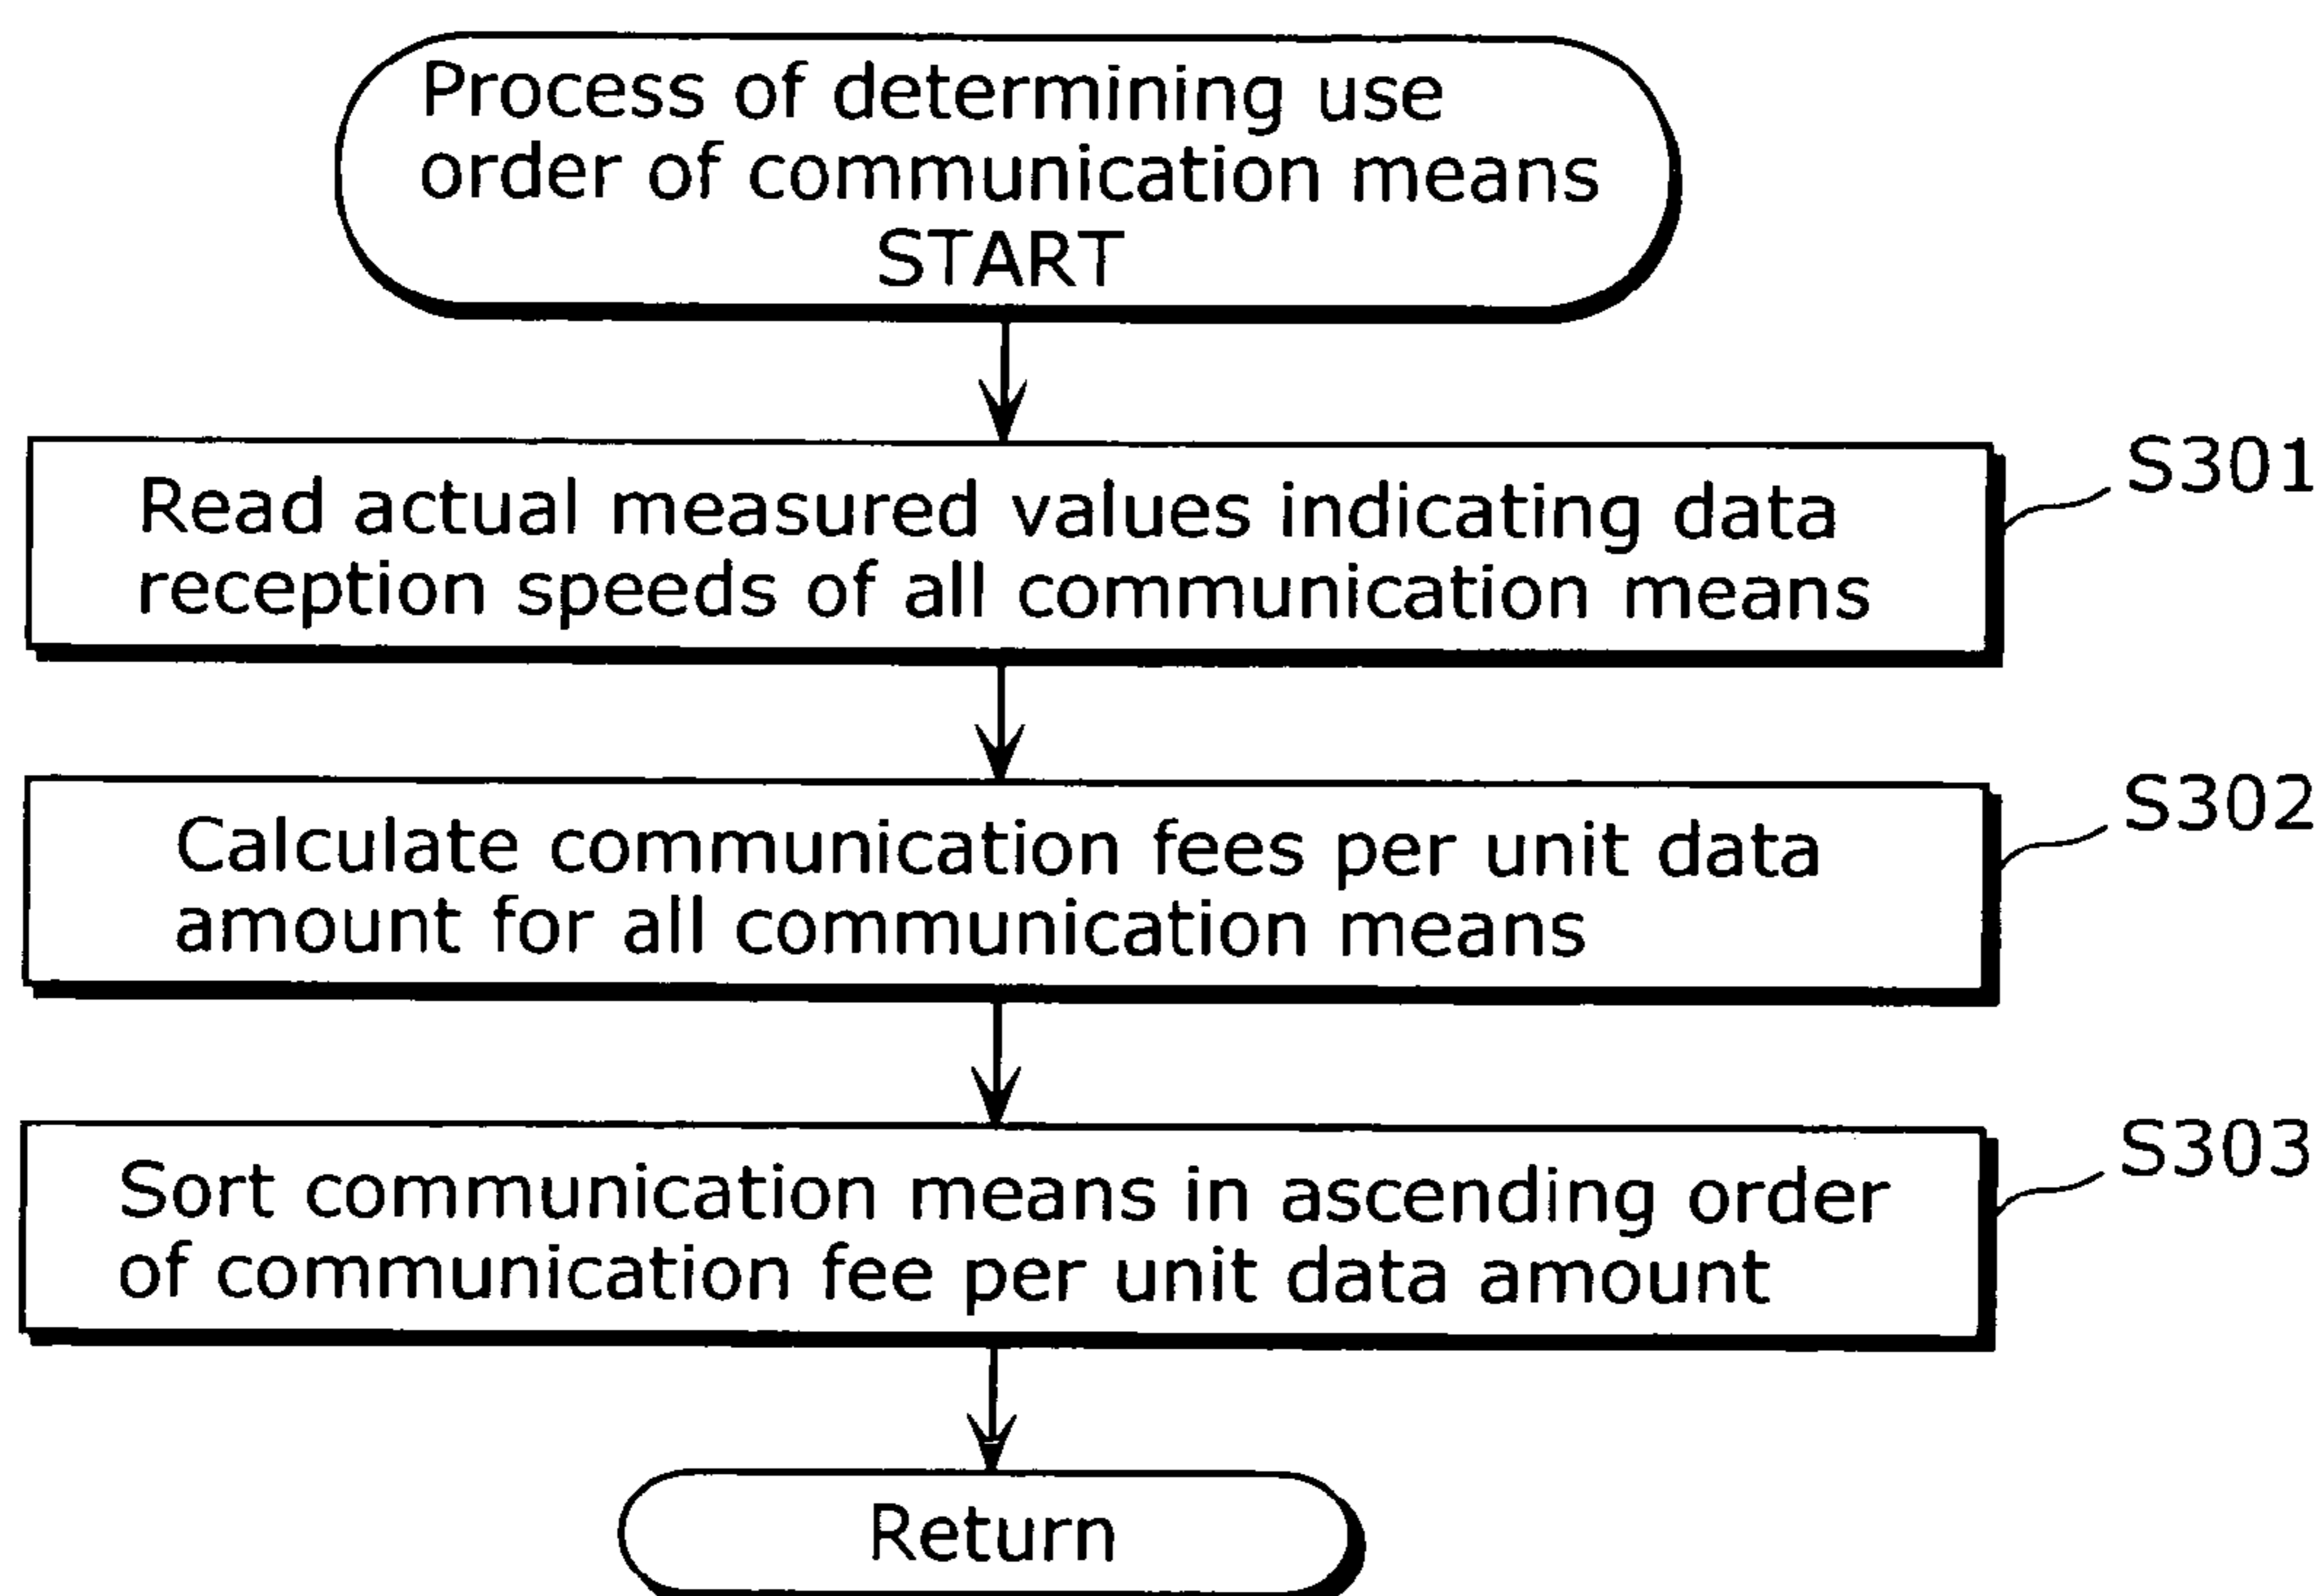 Process of determining use
order of communication means
START
Read actual measured values indicating data
reception speeds of all communication means
S301
Calculate communication fees per unit data
amount for all communication means
S302
Sort communication means in ascending order
of communication fee per unit data amount
S303
Return